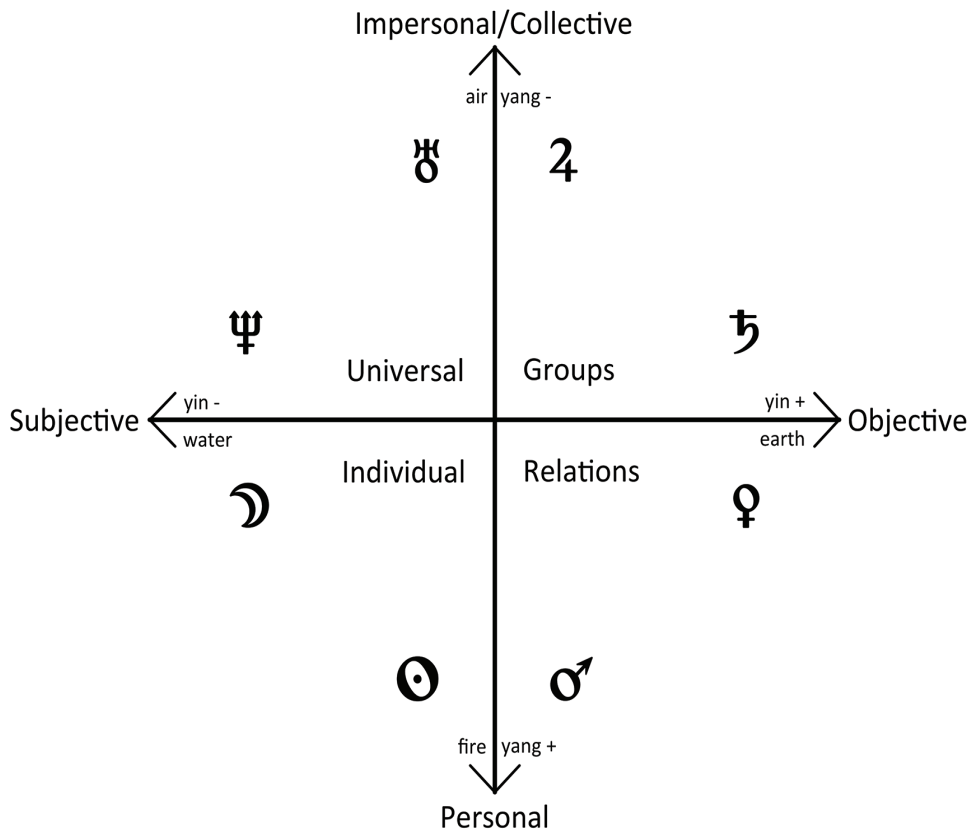 Impersonal/Collective
air yang -
♅ ♃
♆ ♄
Universal Groups
yin - yin +
Subjective Objective
water earth
Individual Relations
☽ ♀
☉ ♂
fire yang +
Personal